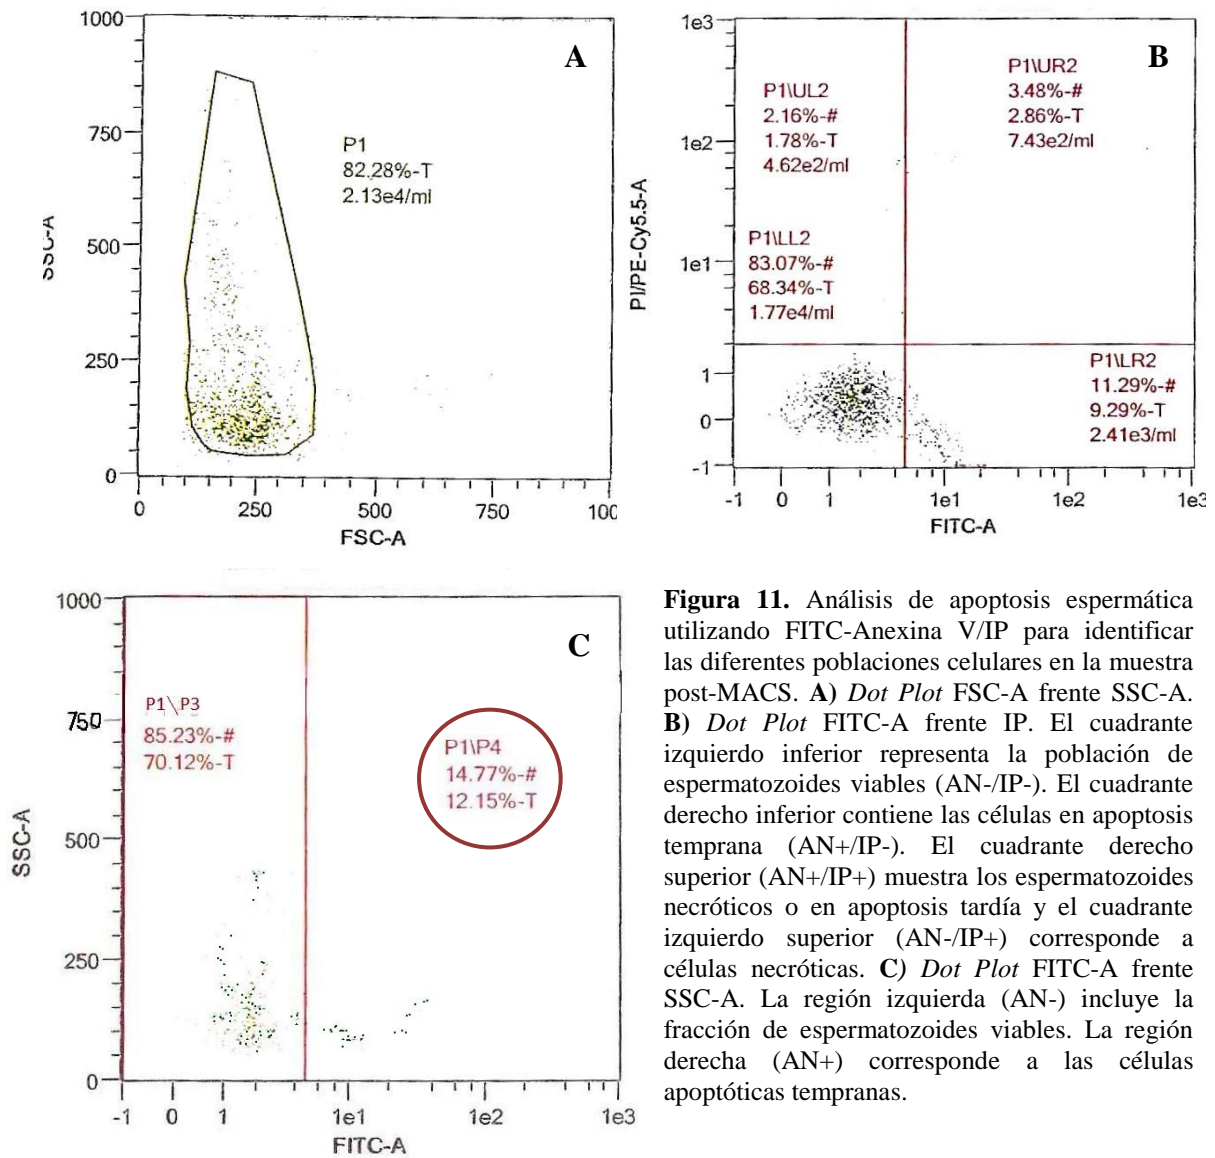 1000
A
750
P1
82.28%-T
2.13e4/ml
SSC-A
500
250
0
0
250
500
750
100
FSC-A
1e3
B
P1\UR2
3.48%-#
2.86%-T
7.43e2/ml
P1\UL2
2.16%-#
1.78%-T
4.62e2/ml
1e2
PI/PE-Cy5.5-A
P1\LL2
83.07%-#
68.34%-T
1.77e4/ml
1e1
P1\LR2
11.29%-#
9.29%-T
2.41e3/ml
1
0
-1
-1
0
1
1e1
1e2
1e3
FITC-A
1000
C
P1\P3
85.23%-#
70.12%-T
750
P1\P4
14.77%-#
12.15%-T
SSC-A
500
250
0
-1
0
1
1e1
1e2
1e3
FITC-A
Figura 11. Análisis de apoptosis espermática
utilizando FITC-Anexina V/IP para identificar
las diferentes poblaciones celulares en la muestra
post-MACS. A) Dot Plot FSC-A frente SSC-A.
B) Dot Plot FITC-A frente IP. El cuadrante
izquierdo inferior representa la población de
espermatozoides viables (AN-/IP-). El cuadrante
derecho inferior contiene las células en apoptosis
temprana (AN+/IP-). El cuadrante derecho
superior (AN+/IP+) muestra los espermatozoides
necróticos o en apoptosis tardía y el cuadrante
izquierdo superior (AN-/IP+) corresponde a
células necróticas. C) Dot Plot FITC-A frente
SSC-A. La región izquierda (AN-) incluye la
fracción de espermatozoides viables. La región
derecha (AN+) corresponde a las células
apoptóticas tempranas.